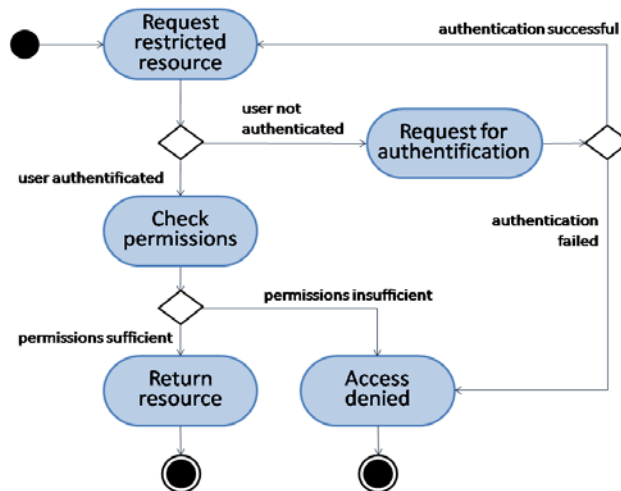 Request
restricted
resource
authentication successful
user not
authenticated
Request for
authentification
user authentificated
authentication
failed
Check
permissions
permissions insufficient
permissions sufficient
Return
resource
Access
denied